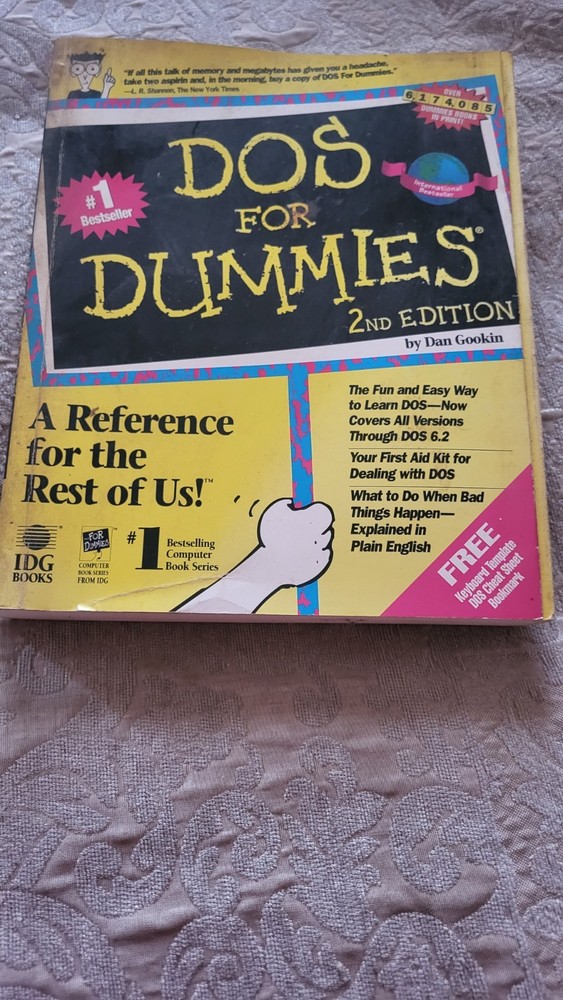 "If all this talk of memory and megabytes has given you a headache,
take two aspirin and, in the morning, buy a copy of DOS For Dummies."
—L. R. Shannon, The New York Times
OVER
6,174,085
DUMMIES BOOKS
IN PRINT!
DOS
FOR
DUMMIES®
#1
Bestseller
International
Bestseller
2ND EDITION
by Dan Gookin
A Reference
for the
Rest of Us!™
The Fun and Easy Way
to Learn DOS—Now
Covers All Versions
Through DOS 6.2
Your First Aid Kit for
Dealing with DOS
What to Do When Bad
Things Happen—
Explained in
Plain English
IDG
BOOKS
FOR
DUMMIES
COMPUTER
BOOK SERIES
FROM IDG
#1 Bestselling
Computer
Book Series
FREE
Keyboard Template
DOS Cheat Sheet
Bookmark